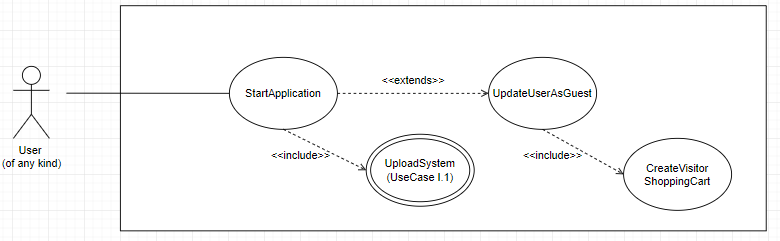 <<extends>>
StartApplication
UpdateUserAsGuest
User
(of any kind)
<<include>>
UploadSystem
(UseCase I.1)
<<include>>
CreateVisitor
ShoppingCart